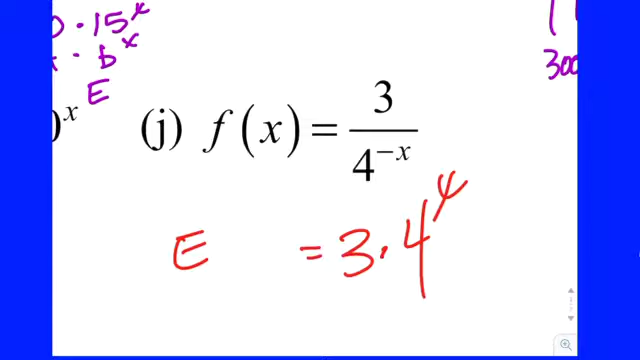 · 15^x
· b^x
E
)^x
300
(j) f(x) = 3 / 4^{-x}
E = 3 · 4^x